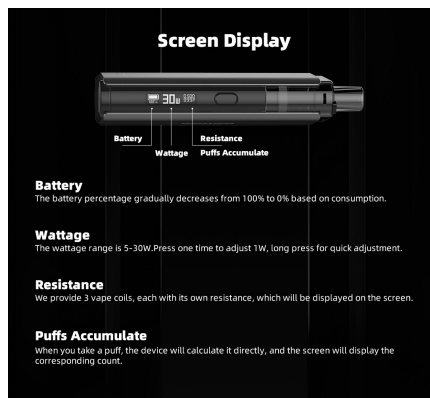 Screen Display
30W
Battery
Resistance
Wattage
Puffs Accumulate
Battery
The battery percentage gradually decreases from 100% to 0% based on consumption.
Wattage
The wattage range is 5-30W.Press one time to adjust 1W, long press for quick adjustment.
Resistance
We provide 3 vape coils, each with its own resistance, which will be displayed on the screen.
Puffs Accumulate
When you take a puff, the device will calculate it directly, and the screen will display the
corresponding count.